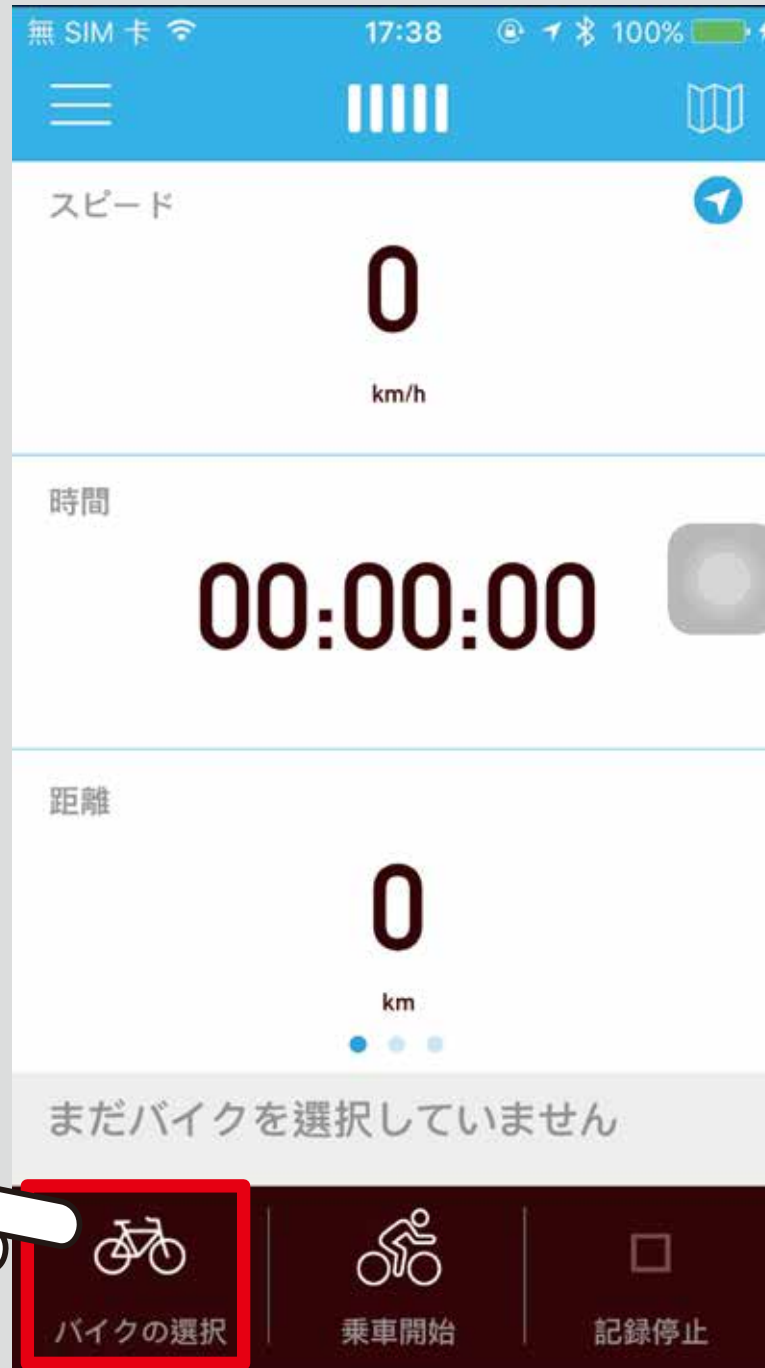 無 SIM 卡 17:38 100%
スピード
0
km/h
時間
00:00:00
距離
0
km
まだバイクを選択していません
バイクの選択 乗車開始 記録停止